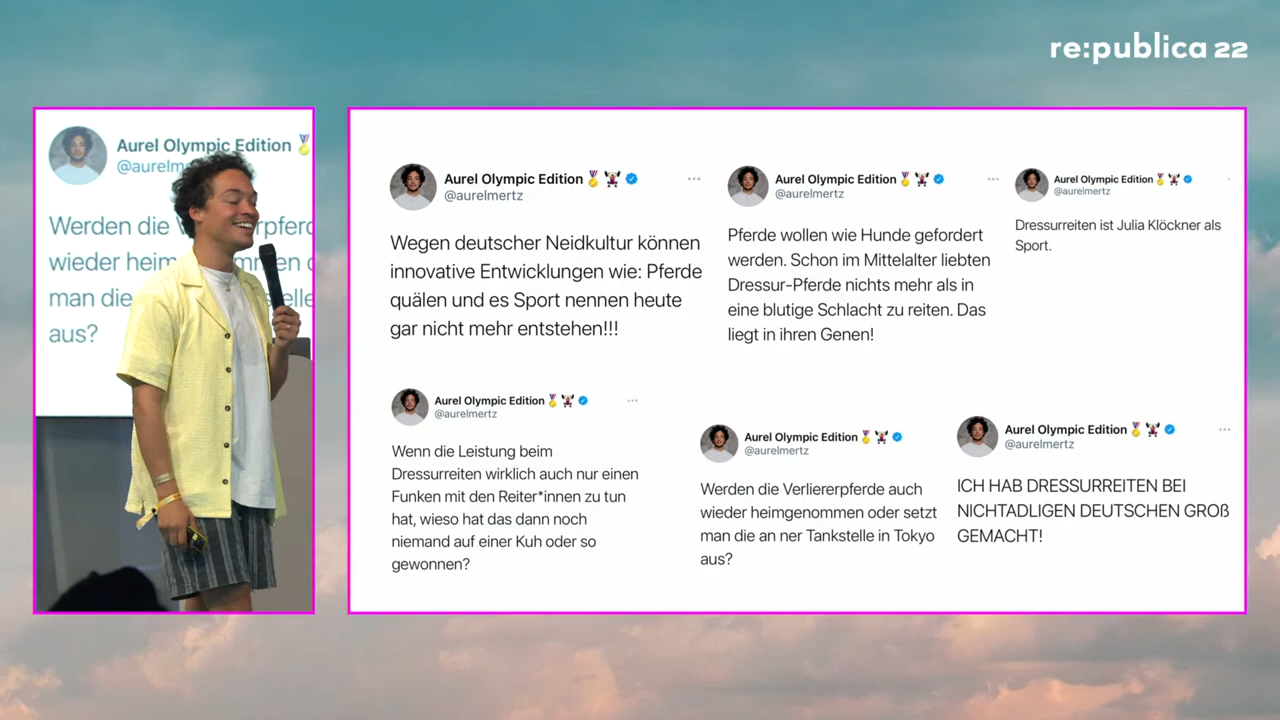 re:publica 22
Aurel Olympic Edition
@aurelme
Werden die V rpferd
wieder heim mmen o
man die elle
aus?
Aurel Olympic Edition 🏅
@aurelmertz
Wegen deutscher Neidkultur können
innovative Entwicklungen wie: Pferde
quälen und es Sport nennen heute
gar nicht mehr entstehen!!!
Aurel Olympic Edition 🏅
@aurelmertz
Pferde wollen wie Hunde gefordert
werden. Schon im Mittelalter liebten
Dressur-Pferde nichts mehr als in
eine blutige Schlacht zu reiten. Das
liegt in ihren Genen!
Aurel Olympic Edition 🏅
@aurelmertz
Dressurreiten ist Julia Klöckner als
Sport.
Aurel Olympic Edition 🏅
@aurelmertz
Wenn die Leistung beim
Dressurreiten wirklich auch nur einen
Funken mit den Reiter*innen zu tun
hat, wieso hat das dann noch
niemand auf einer Kuh oder so
gewonnen?
Aurel Olympic Edition 🏅
@aurelmertz
Werden die Verliererpferde auch
wieder heimgenommen oder setzt
man die an ner Tankstelle in Tokyo
aus?
Aurel Olympic Edition 🏅
@aurelmertz
ICH HAB DRESSURREITEN BEI
NICHTADLIGEN DEUTSCHEN GROẞ
GEMACHT!